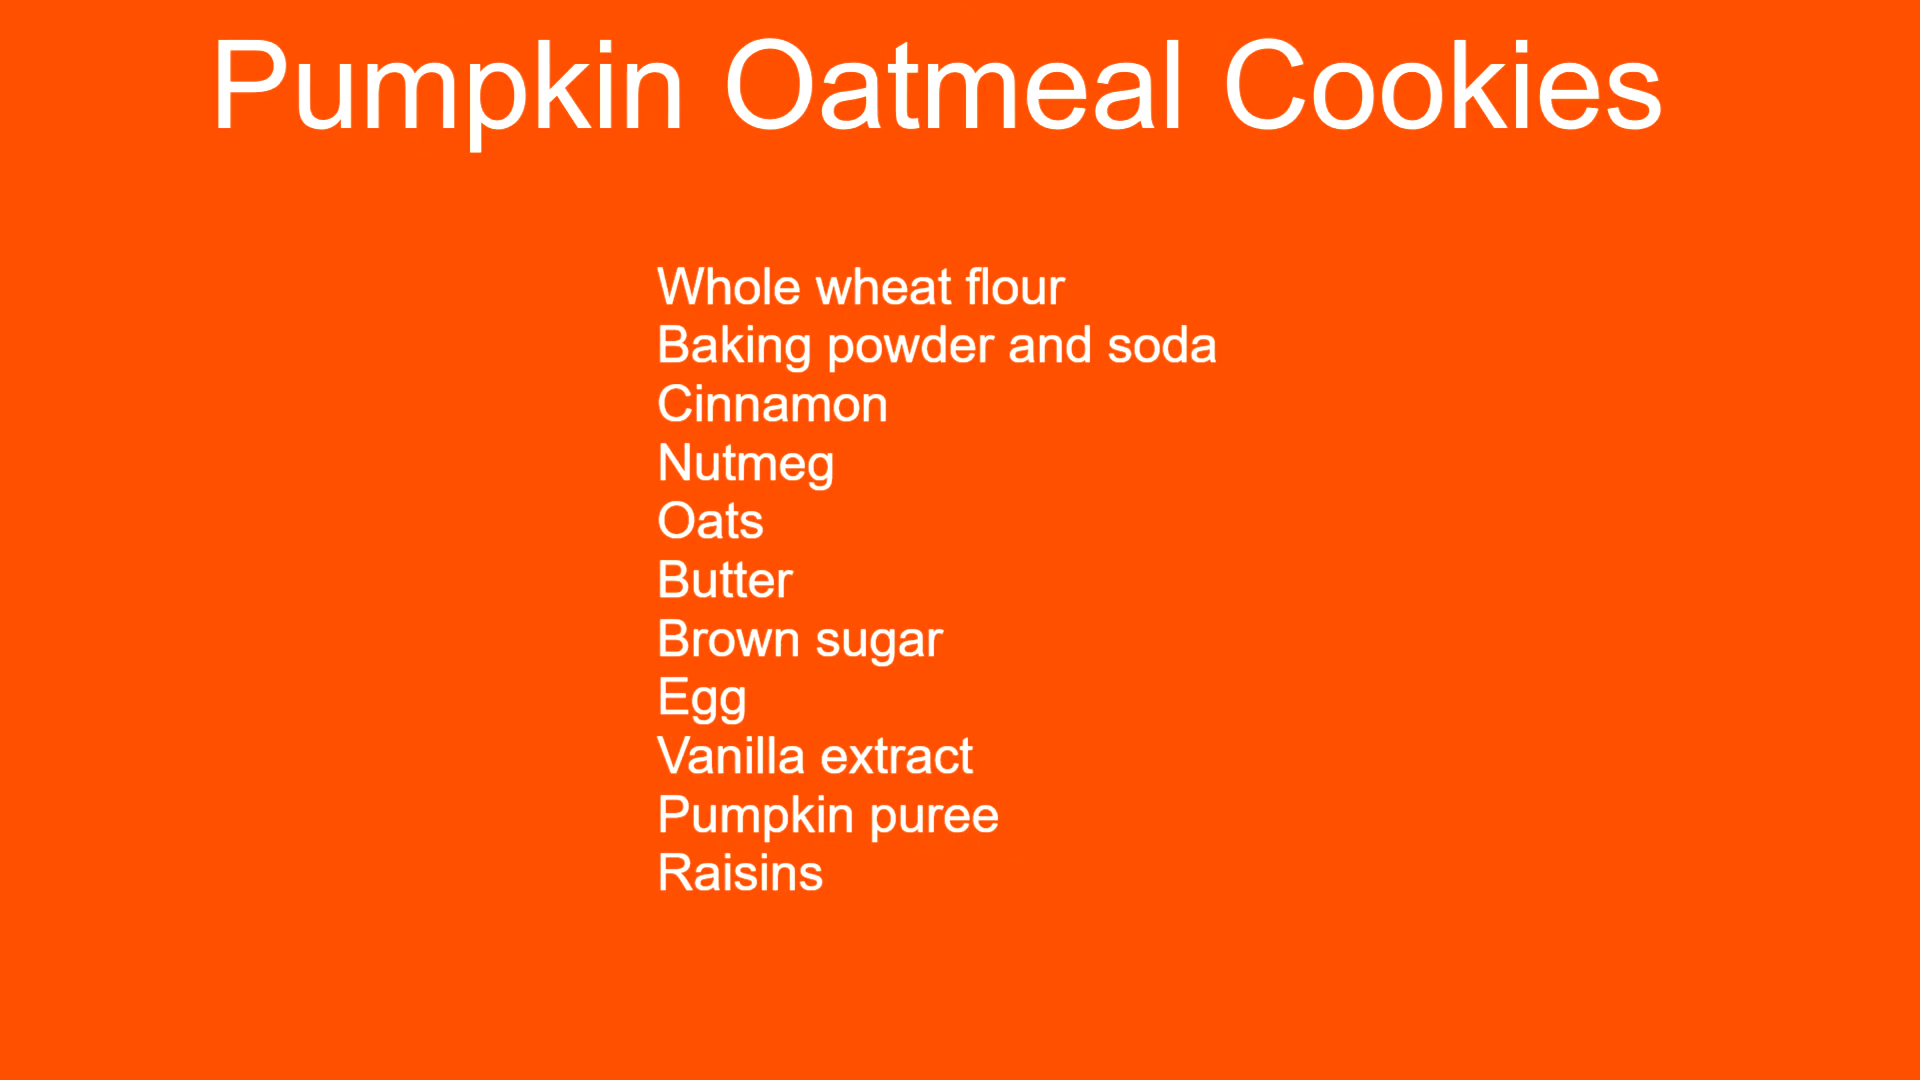 Pumpkin Oatmeal Cookies
Whole wheat flour
Baking powder and soda
Cinnamon
Nutmeg
Oats
Butter
Brown sugar
Egg
Vanilla extract
Pumpkin puree
Raisins